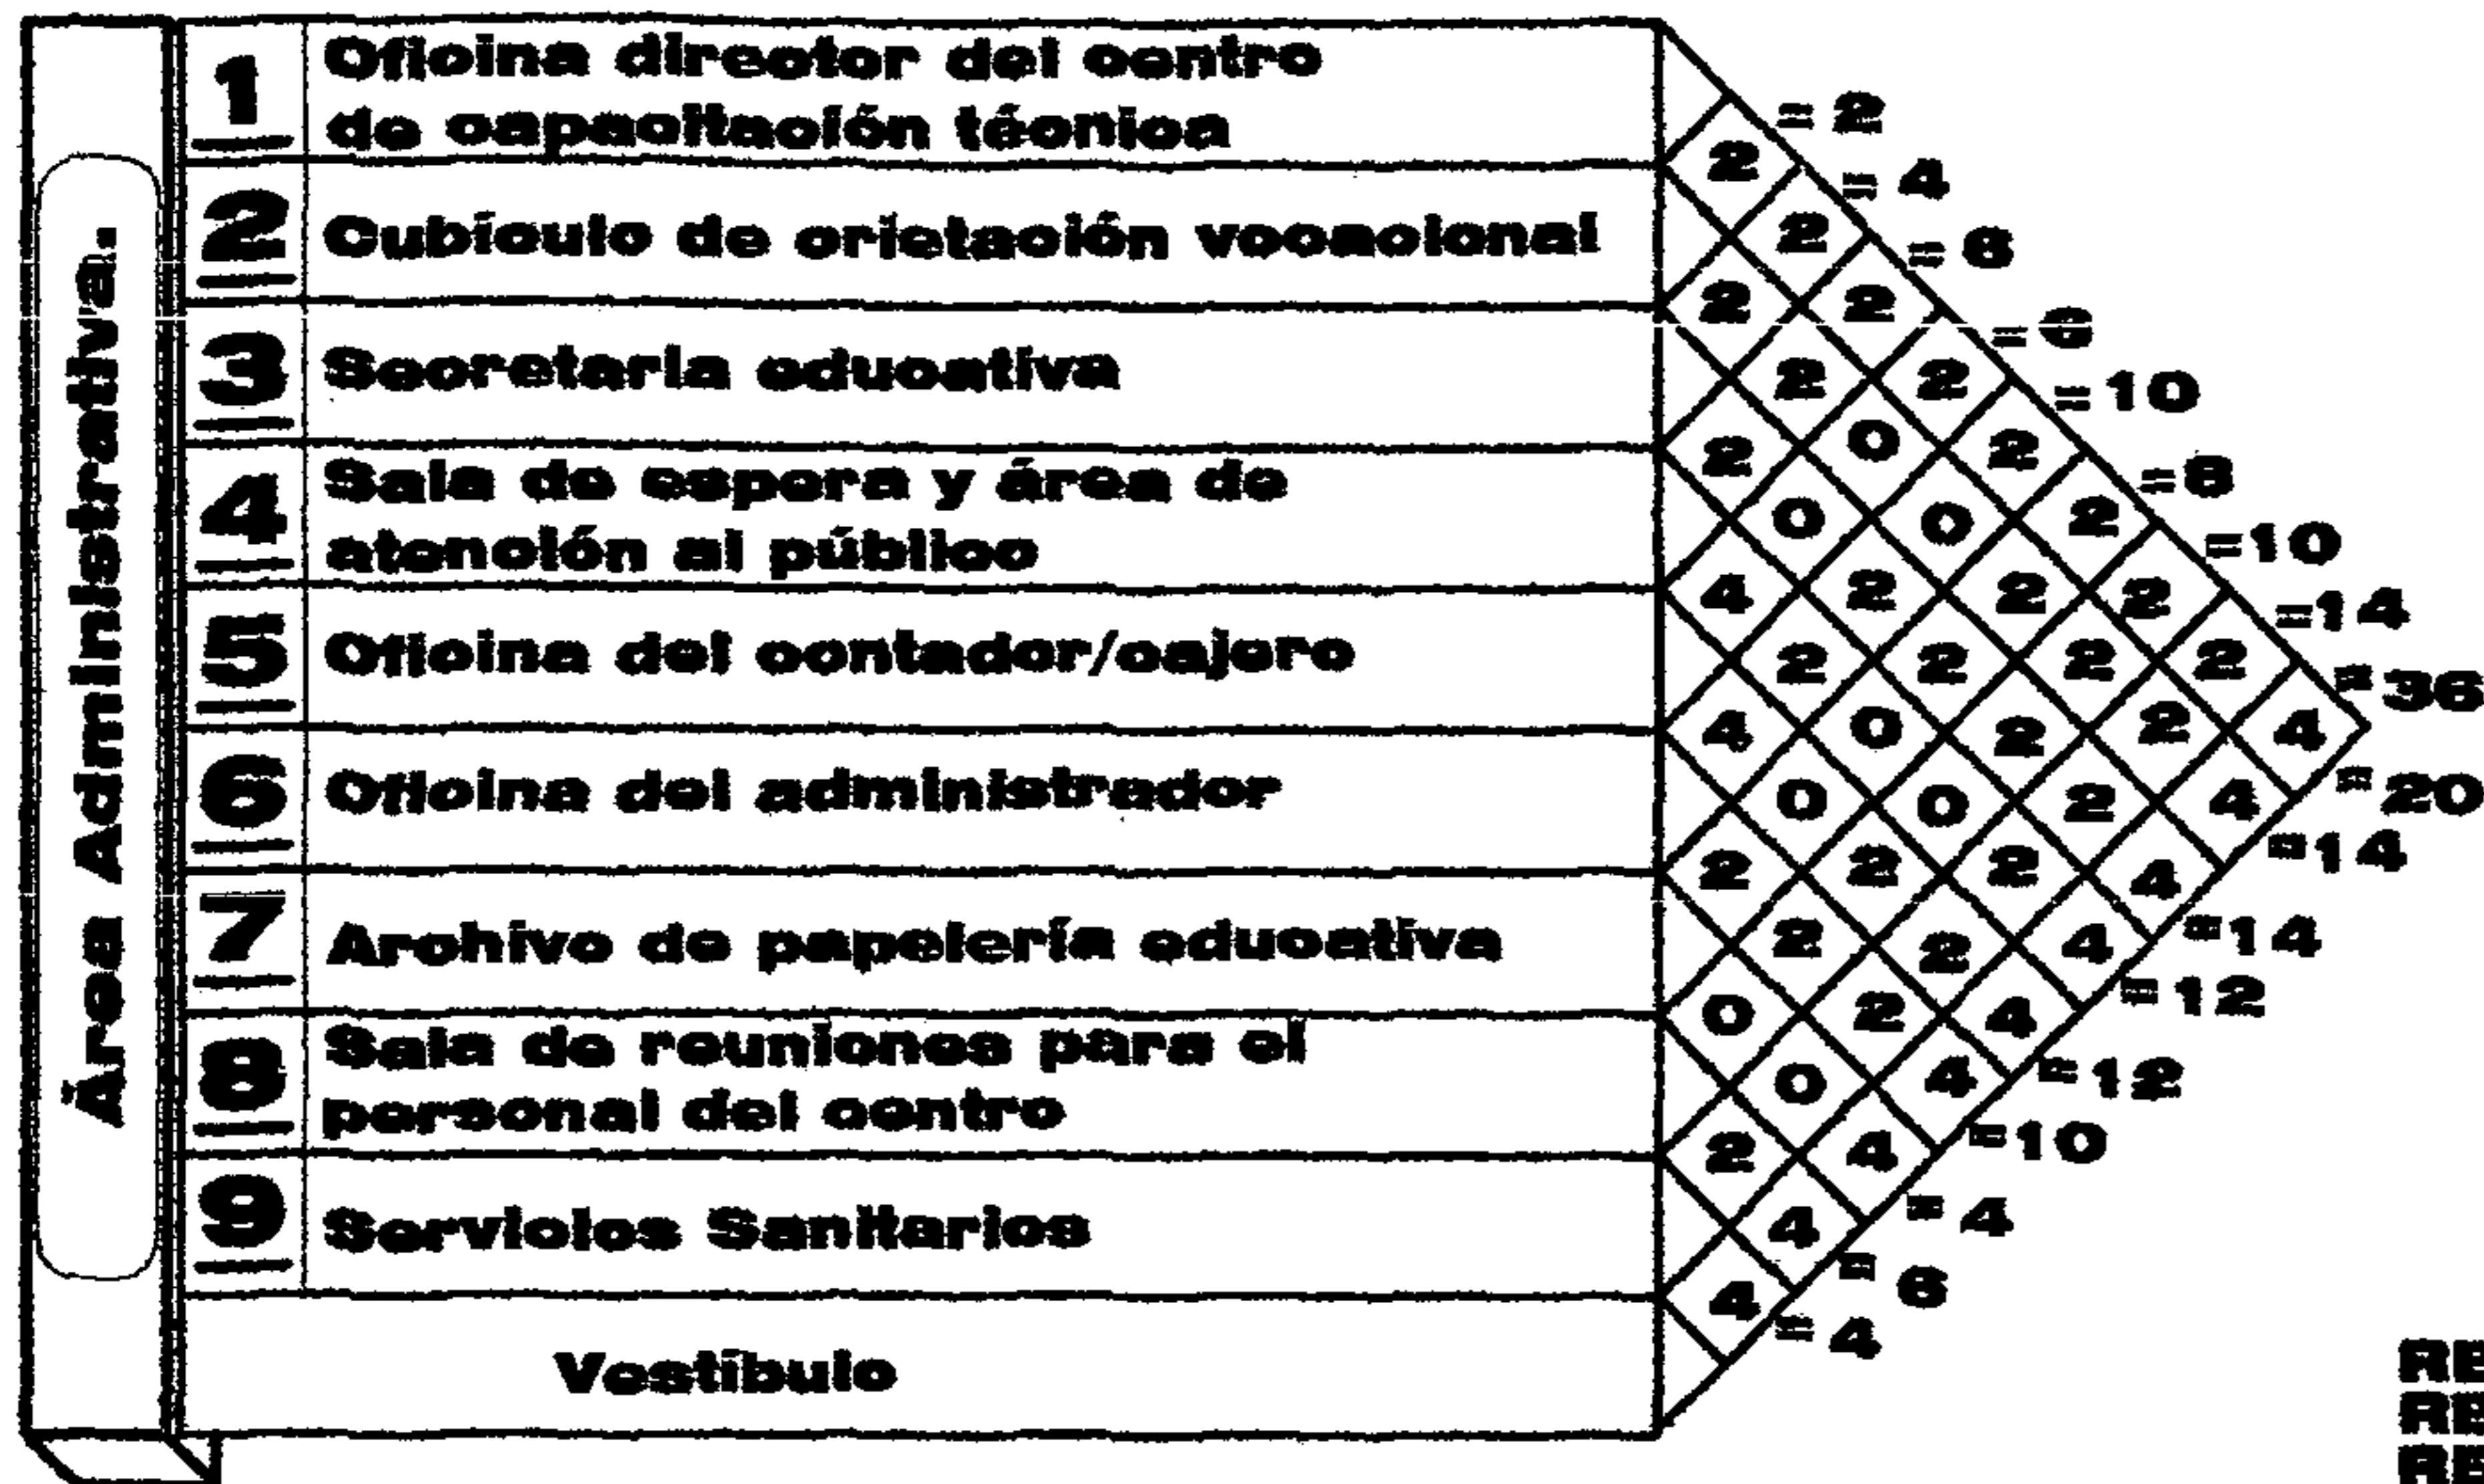 Área Administrativa.
1 Oficina director del centro
de capacitación técnica
= 2
2 = 4
2 Cubículo de orietación vocacional
2 = 6
2 2 = 6
3 Secretaria educativa
2 2 = 10
2 0 2 = 8
4 Sala de espera y área de
atención al público
0 0 2 = 10
4 2 2 2 = 14
5 Oficina del contador/cajero
2 2 2 2 = 36
4 0 2 2 4
6 Oficina del administrador
0 0 2 4 = 20
2 2 2 4 = 14
7 Archivo de papelería educativa
2 2 4 = 14
0 2 4 = 12
8 Sala de reuniones para el
personal del centro
0 4 = 12
2 4 = 10
9 Servicios Sanitarios
4 = 4
4 = 6
= 4
Vestíbulo
RE
RE
RE